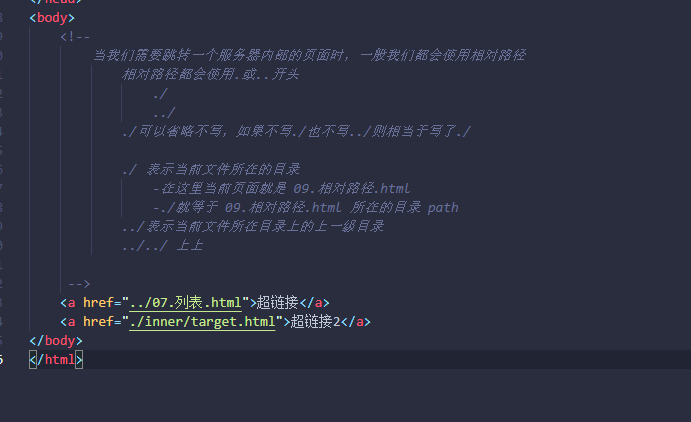 </head>
<body>
<!--
当我们需要跳转一个服务器内部的页面时，一般我们都会使用相对路径
相对路径都会使用.或..开头
./
../
./可以省略不写，如果不写./也不写../则相当于写了./
./ 表示当前文件所在的目录
-在这里当前页面就是 09.相对路径.html
-./就等于 09.相对路径.html 所在的目录 path
../表示当前文件所在目录上的上一级目录
../../ 上上
-->
<a href="../07.列表.html">超链接</a>
<a href="./inner/target.html">超链接2</a>
</body>
</html>